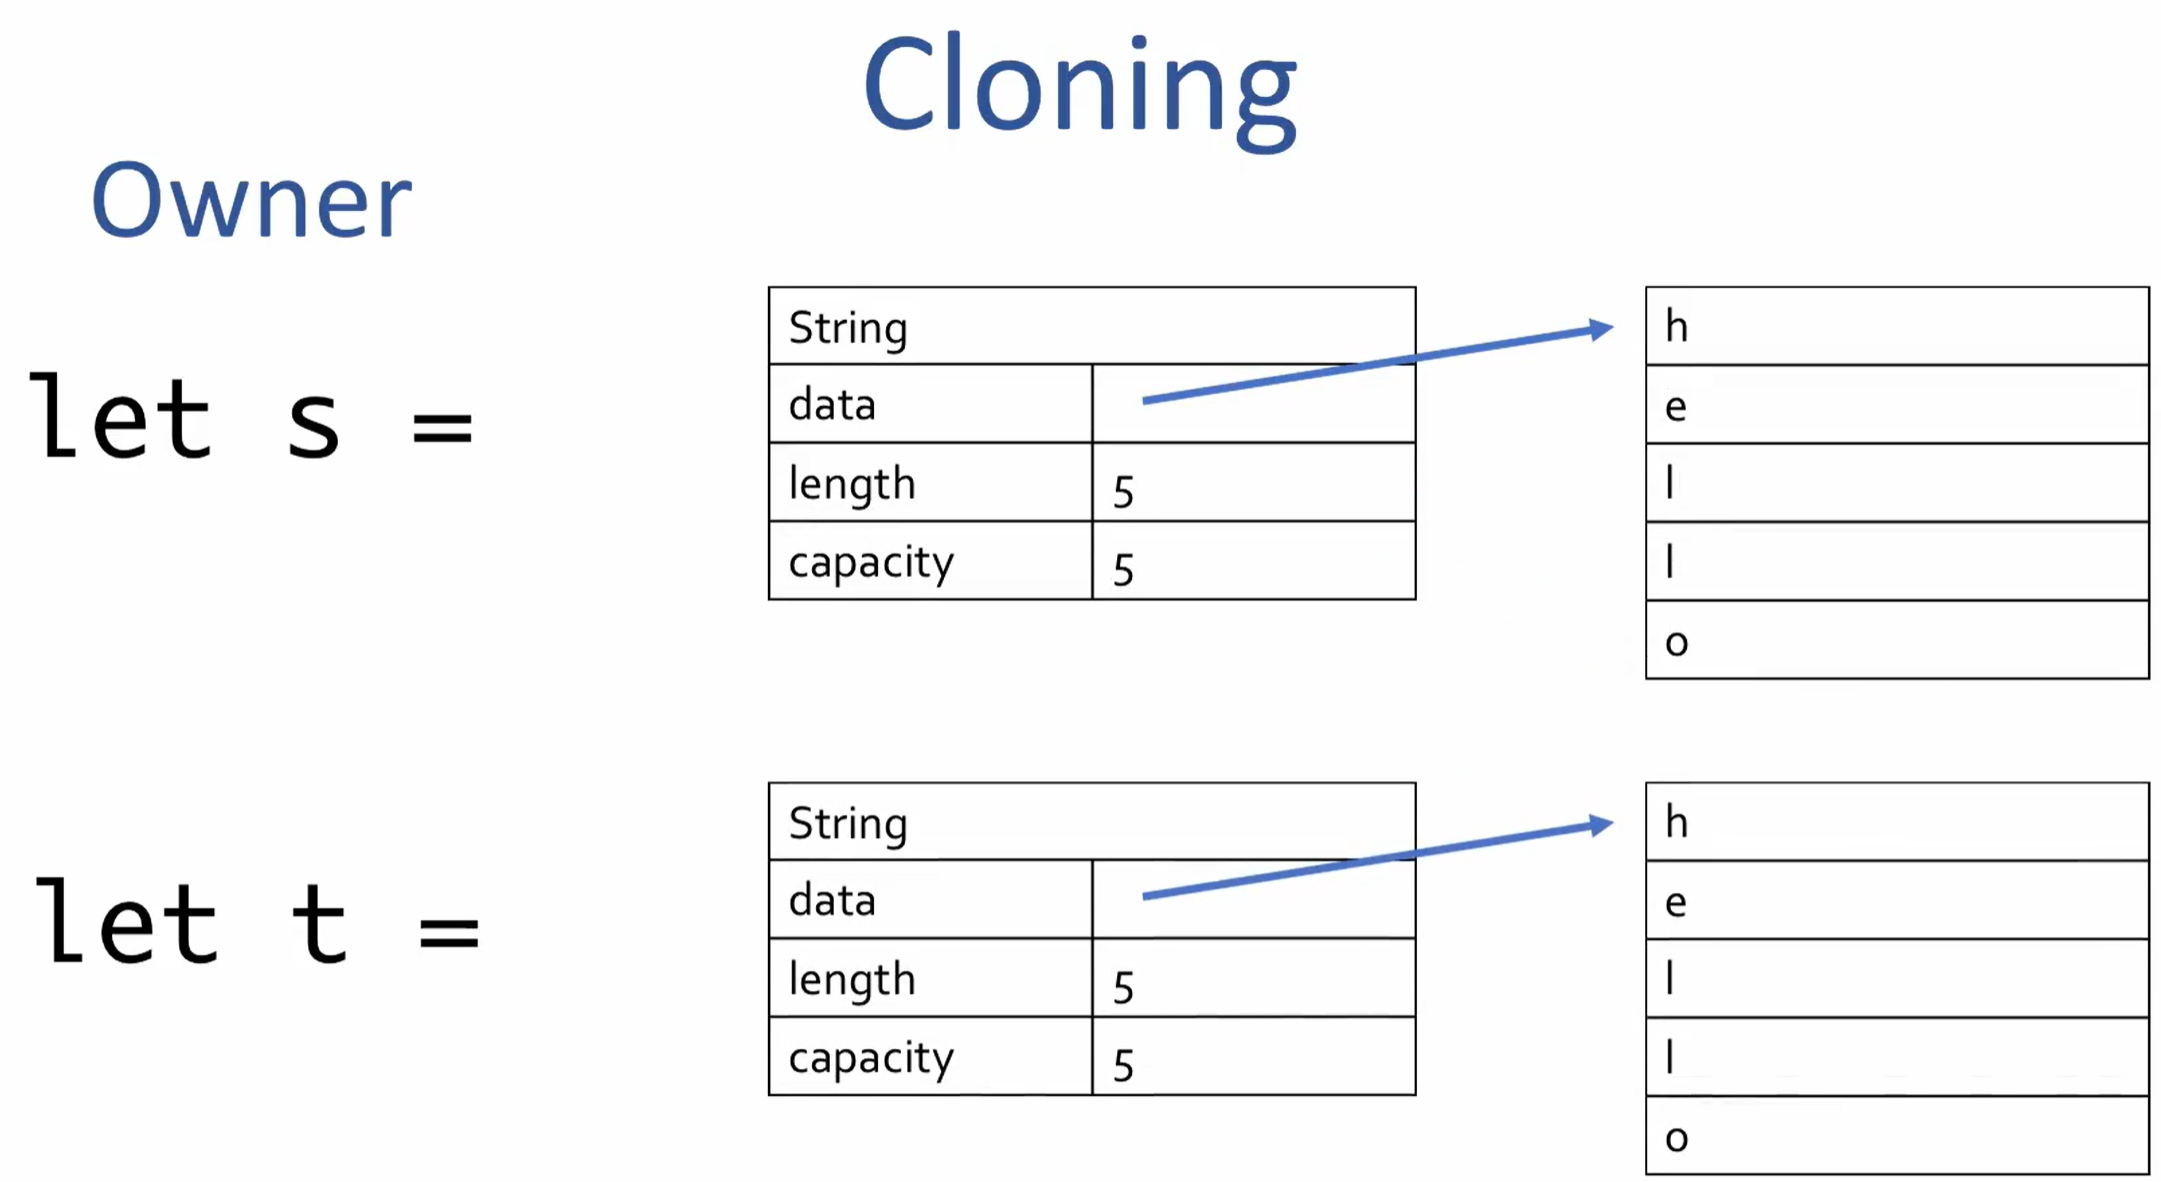 Cloning
Owner
let s =
String
data
length 5
capacity 5
h
e
l
l
o
let t =
String
data
length 5
capacity 5
h
e
l
l
o